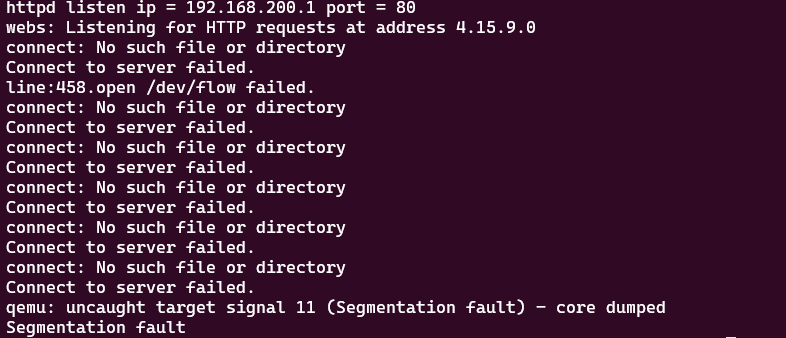 httpd listen ip = 192.168.200.1 port = 80
webs: Listening for HTTP requests at address 4.15.9.0
connect: No such file or directory
Connect to server failed.
line:458.open /dev/flow failed.
connect: No such file or directory
Connect to server failed.
connect: No such file or directory
Connect to server failed.
connect: No such file or directory
Connect to server failed.
connect: No such file or directory
Connect to server failed.
connect: No such file or directory
Connect to server failed.
qemu: uncaught target signal 11 (Segmentation fault) - core dumped
Segmentation fault